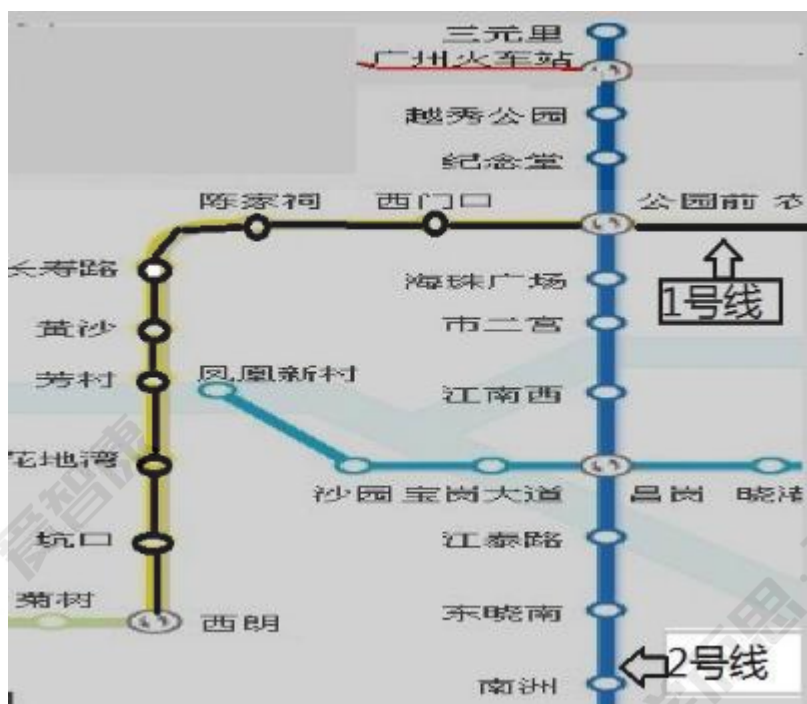 三元里
广州火车站
越秀公园
纪念堂
陈家祠
西门口
公园前
农
长寿路
海珠广场
1号线
黄沙
市二宫
芳村
凤凰新村
江南西
花地湾
沙园
宝岗大道
昌岗
晓港
坑口
江泰路
菊树
西朗
东晓南
2号线
南洲